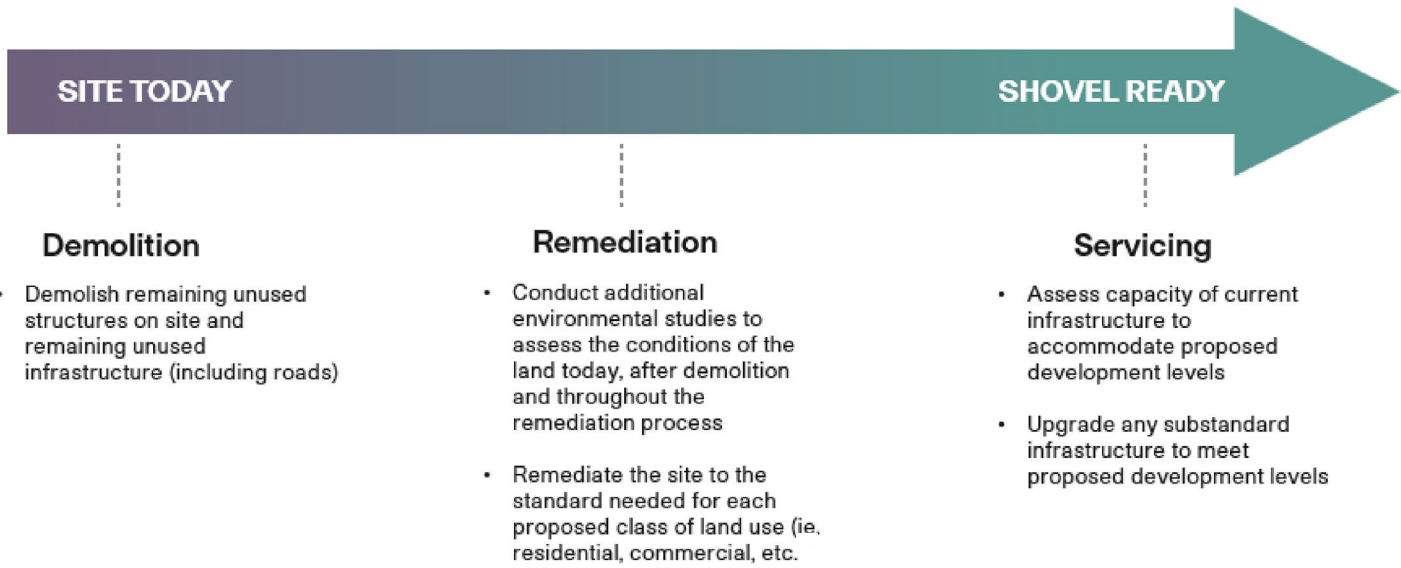 SITE TODAY
SHOVEL READY
Demolition
• Demolish remaining unused
structures on site and
remaining unused
infrastructure (including roads)
Remediation
• Conduct additional
environmental studies to
assess the conditions of the
land today, after demolition
and throughout the
remediation process
• Remediate the site to the
standard needed for each
proposed class of land use (ie.
residential, commercial, etc.
Servicing
• Assess capacity of current
infrastructure to
accommodate proposed
development levels
• Upgrade any substandard
infrastructure to meet
proposed development levels